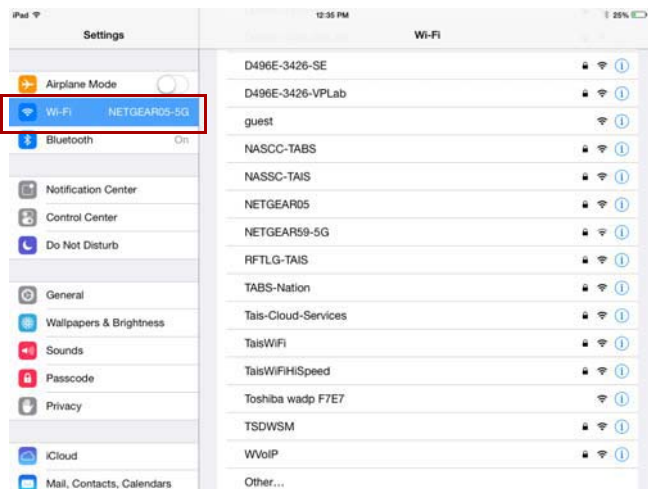 iPad
12:35 PM
25%
Settings
Wi-Fi
Airplane Mode
Wi-Fi NETGEAR05-5G
Bluetooth On
Notification Center
Control Center
Do Not Disturb
General
Wallpapers & Brightness
Sounds
Passcode
Privacy
iCloud
Mail, Contacts, Calendars
D496E-3426-SE
D496E-3426-VPLab
guest
NASCC-TABS
NASSC-TAIS
NETGEAR05
NETGEAR59-5G
RFTLG-TAIS
TABS-Nation
Tais-Cloud-Services
TaisWiFi
TaisWiFiHiSpeed
Toshiba wadp F7E7
TSDWSM
WVoIP
Other...